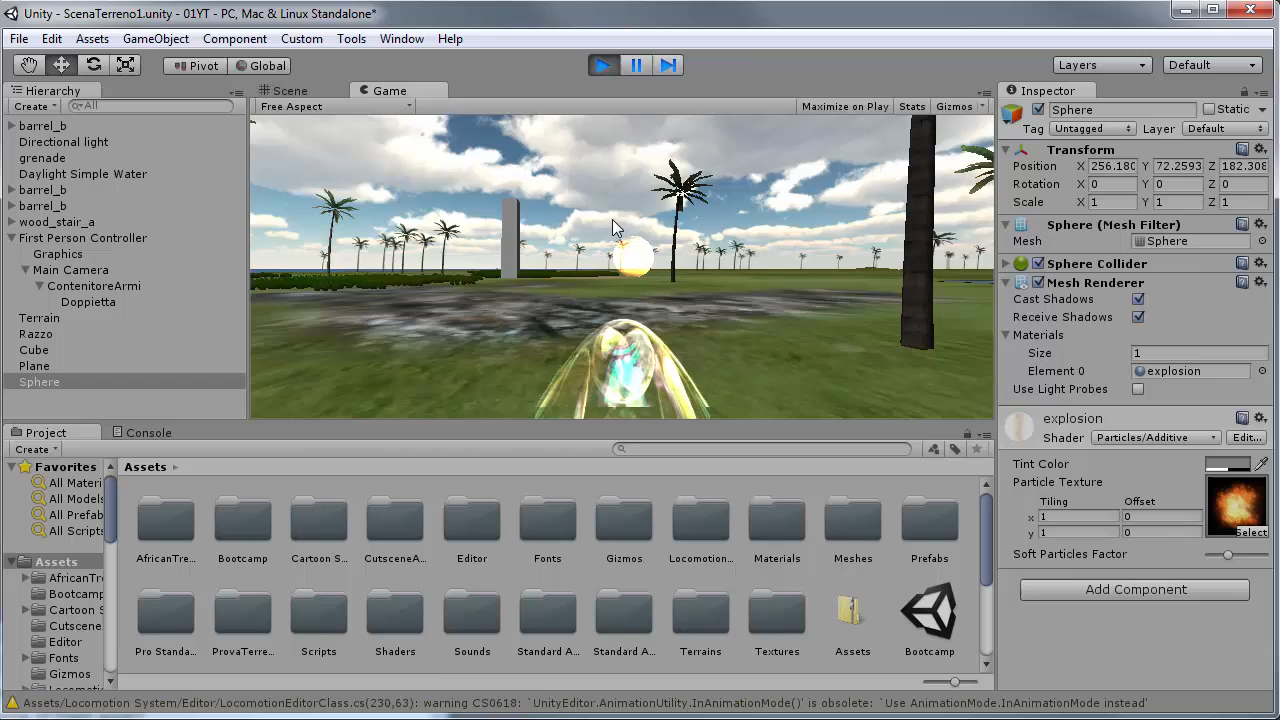 Unity - ScenaTerreno1.unity - 01YT - PC, Mac & Linux Standalone*
File Edit Assets GameObject Component Custom Tools Window Help
Pivot Global Layers Default
Hierarchy
Create All
barrel_b
Directional light
grenade
Daylight Simple Water
barrel_b
barrel_b
wood_stair_a
First Person Controller
Graphics
Main Camera
ContenitoreArmi
Doppietta
Terrain
Razzo
Cube
Plane
Sphere
Scene Game
Free Aspect Maximize on Play Stats Gizmos
Inspector
Sphere Static
Tag Untagged Layer Default
Transform
Position X 256.180 Y 72.2593 Z 182.308
Rotation X 0 Y 0 Z 0
Scale X 1 Y 1 Z 1
Sphere (Mesh Filter)
Mesh Sphere
Sphere Collider
Mesh Renderer
Cast Shadows
Receive Shadows
Materials
Size 1
Element 0 explosion
Use Light Probes
explosion
Shader Particles/Additive Edit...
Tint Color
Particle Texture
Tiling Offset
x 1 0
y 1 0
Select
Soft Particles Factor
Add Component
Project Console
Create
Favorites
All Materi
All Models
All Prefab
All Scripts
Assets
AfricanTre
Bootcamp
Cartoon S
Cutscene
Editor
Fonts
Gizmos
Locomoti
Assets
AfricanTre... Bootcamp Cartoon S... CutsceneA... Editor Fonts Gizmos Locomotion... Materials Meshes Prefabs
Pro Standa... ProvaTerre... Scripts Shaders Sounds Standard A... Standard A... Terrains Textures Assets Bootcamp
Assets/Locomotion System/Editor/LocomotionEditorClass.cs(230,63): warning CS0618: `UnityEditor.AnimationUtility.InAnimationMode()' is obsolete: `Use AnimationMode.InAnimationMode instead'